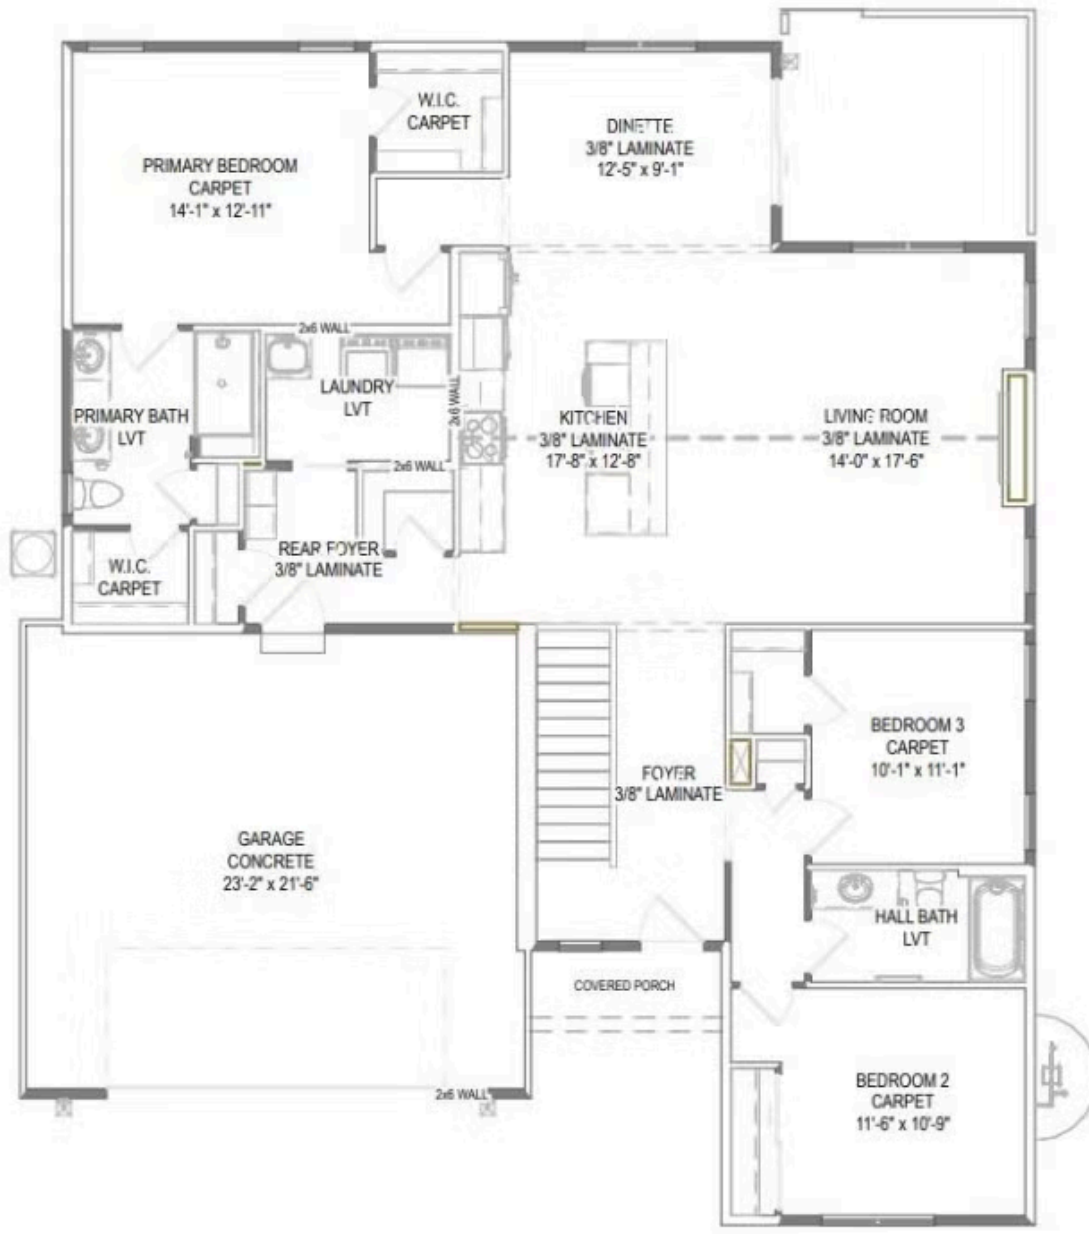 W.I.C.
CARPET
DINETTE
3/8" LAMINATE
12'-5" x 9'-1"
PRIMARY BEDROOM
CARPET
14'-1" x 12'-11"
2x6 WALL
LAUNDRY
LVT
2x6 WALL
PRIMARY BATH
LVT
KITCHEN
3/8" LAMINATE
17'-8" x 12'-8"
LIVING ROOM
3/8" LAMINATE
14'-0" x 17'-6"
2x6 WALL
REAR FOYER
3/8" LAMINATE
W.I.C.
CARPET
BEDROOM 3
CARPET
10'-1" x 11'-1"
FOYER
3/8" LAMINATE
GARAGE
CONCRETE
23'-2" x 21'-6"
HALL BATH
LVT
COVERED PORCH
2x6 WALL
BEDROOM 2
CARPET
11'-6" x 10'-9"